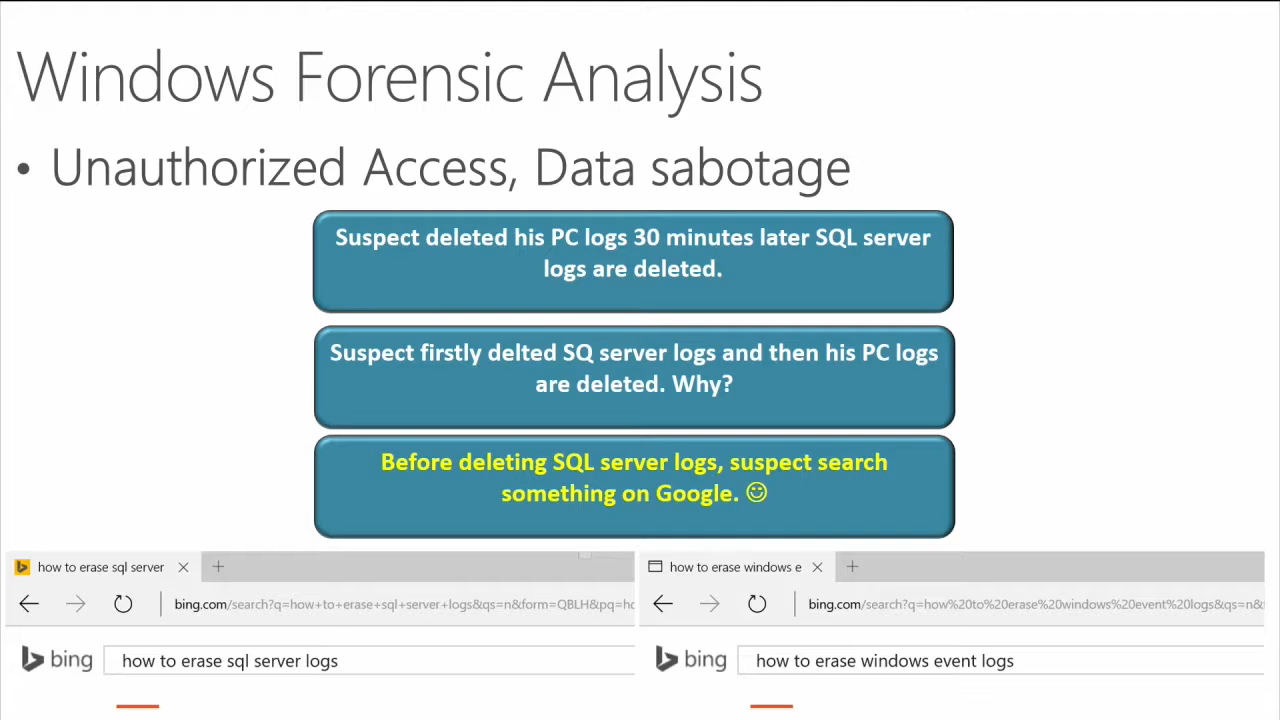 Windows Forensic Analysis
• Unauthorized Access, Data sabotage
Suspect deleted his PC logs 30 minutes later SQL server
logs are deleted.
Suspect firstly delted SQ server logs and then his PC logs
are deleted. Why?
Before deleting SQL server logs, suspect search
something on Google. ☺
how to erase sql server
bing.com/search?q=how+to+erase+sql+server+logs&qs=n&form=QBLH&pq=ho
bing how to erase sql server logs
how to erase windows e
bing.com/search?q=how%20to%20erase%20windows%20event%20logs&qs=n&
bing how to erase windows event logs